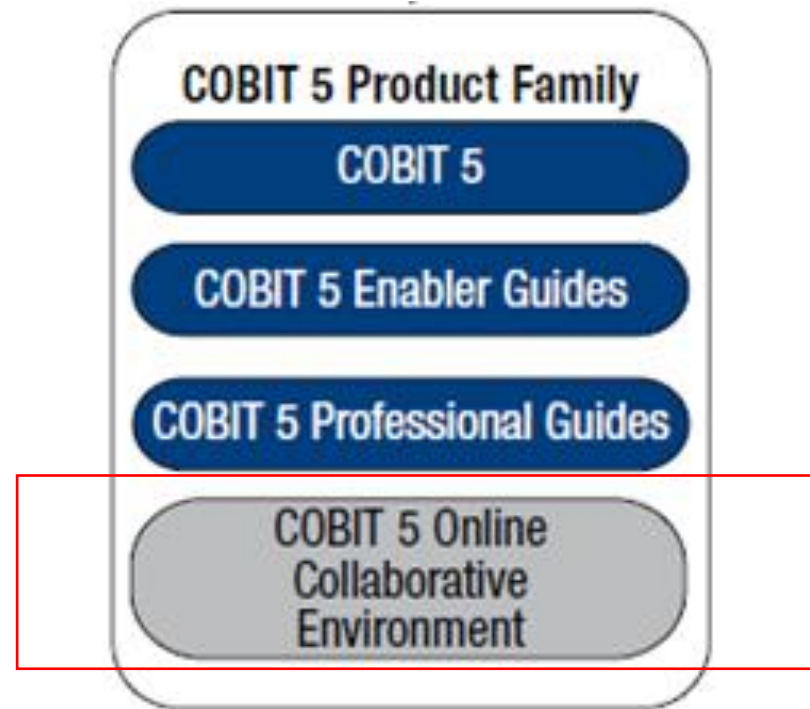 COBIT 5 Product Family
COBIT 5
COBIT 5 Enabler Guides
COBIT 5 Professional Guides
COBIT 5 Online
Collaborative
Environment